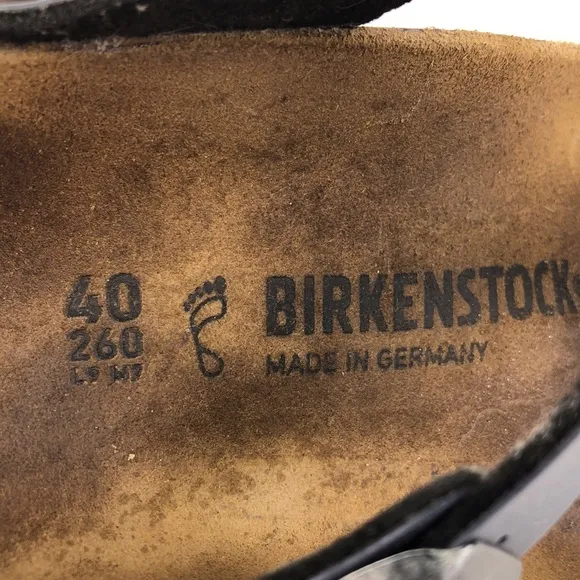 40
260
L9 M7
BIRKENSTOCK
MADE IN GERMANY